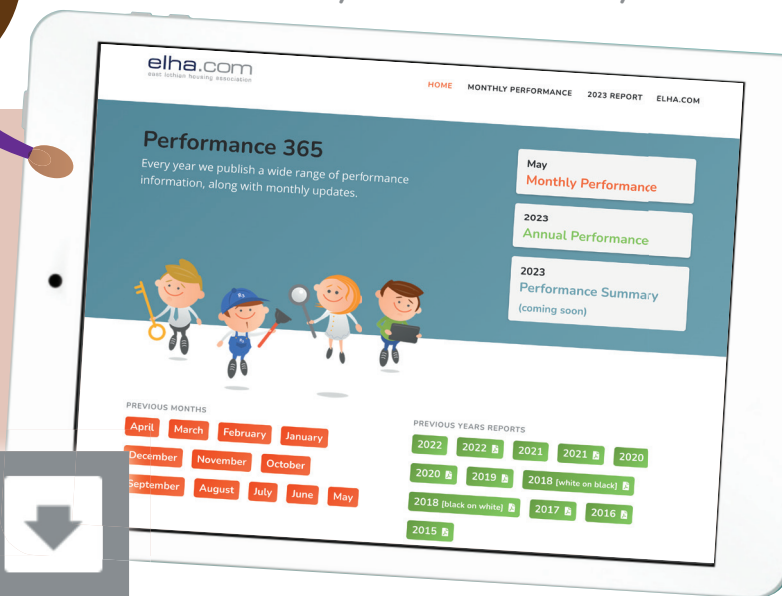 elha.com
east lothian housing association
HOME MONTHLY PERFORMANCE 2023 REPORT ELHA.COM
Performance 365
Every year we publish a wide range of performance
information, along with monthly updates.
May
Monthly Performance
2023
Annual Performance
2023
Performance Summary
(coming soon)
PREVIOUS MONTHS
April March February January
December November October
September August July June May
PREVIOUS YEARS REPORTS
2022 2022 2021 2021 2020
2020 2019 2018 [white on black]
2018 [black on white] 2017 2016
2015